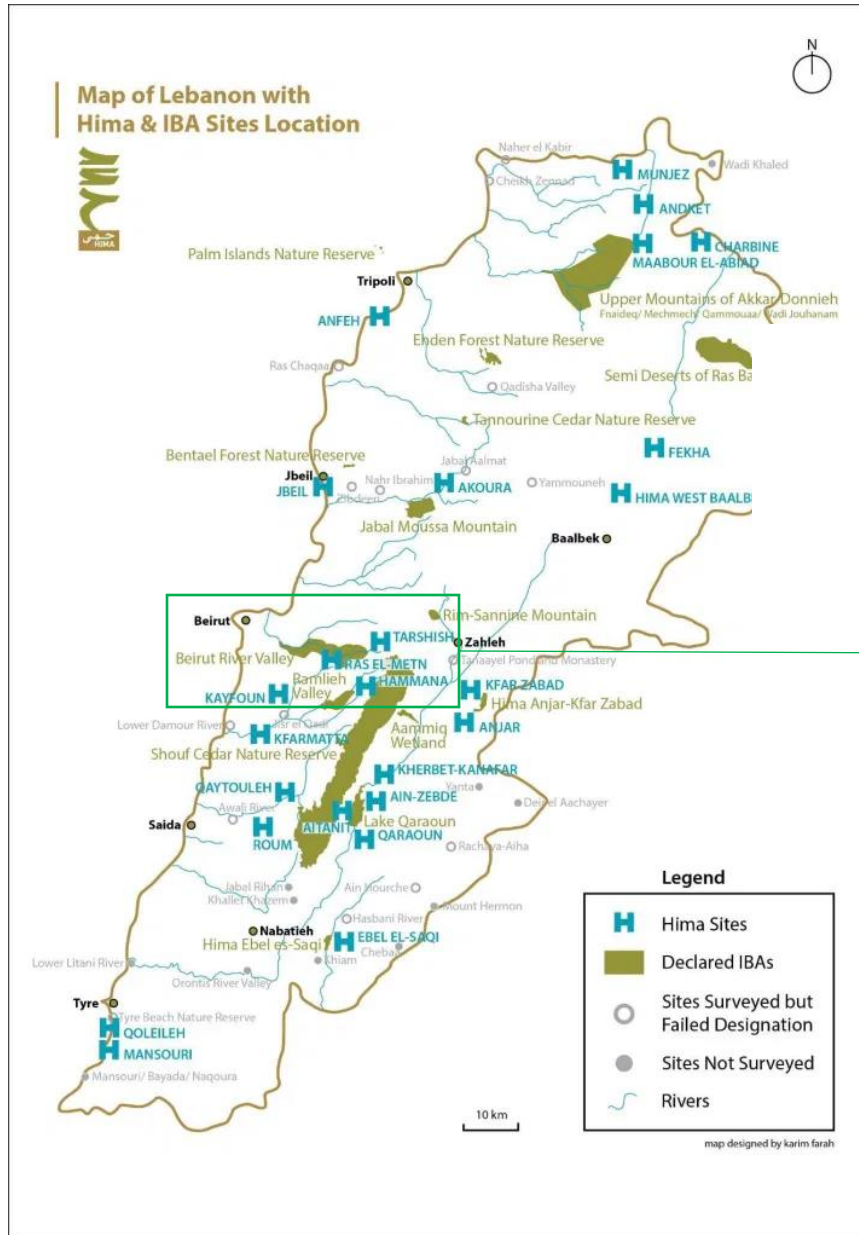 N
Map of Lebanon with
Hima & IBA Sites Location
حمى
HIMA
Naher el Kabir
Cheikh Zennad
MUNJEZ
Wadi Khaled
ANDKET
CHARBINE
MAABOUR EL-ABIAD
Palm Islands Nature Reserve
Tripoli
Upper Mountains of Akkar-Donnieh
Fnaideq/ Mechmech/ Qammouaa/ Wadi Jouhanam
ANFEH
Ehden Forest Nature Reserve
Ras Chaqaa
Semi Deserts of Ras Ba
Qadisha Valley
Tannourine Cedar Nature Reserve
FEKHA
Bentael Forest Nature Reserve
Jabal Aalmat
Jbeil
JBEIL
Nahr Ibrahim
AKOURA
Yammouneh
HIMA WEST BAALB
Jabal Moussa Mountain
Baalbek
Beirut
Rim-Sannine Mountain
TARSHISH
Zahleh
Beirut River Valley
RAS EL-METN
Tanaayel Pond and Monastery
Ramlieh
Valley
HAMMANA
KAYFOUN
KFAR ZABAD
Hima Anjar-Kfar Zabad
Lower Damour River
Jisr el Qadi
Aammiq
Wetland
ANJAR
KFARMATTA
Shouf Cedar Nature Reserve
KHERBET-KANAFAR
QAYTOULEH
Yanta
AIN-ZEBDE
Deir el Aachayer
Awali River
AITANIT
Lake Qaraoun
Saida
ROUM
QARAOUN
Rachaya-Aiha
Jabal Rihan
Khallet Khazem
Ain Hourche
Mount Hermon
Hasbani River
Nabatieh
Hima Ebel es-Saqi
EBEL EL-SAQI
Chebaa
Lower Litani River
Khiam
Orontis River Valley
Tyre
Tyre Beach Nature Reserve
QOLEILEH
MANSOURI
Mansouri/ Bayada/ Naqoura
10 km
Legend
Hima Sites
Declared IBAs
Sites Surveyed but
Failed Designation
Sites Not Surveyed
Rivers
map designed by karim farah